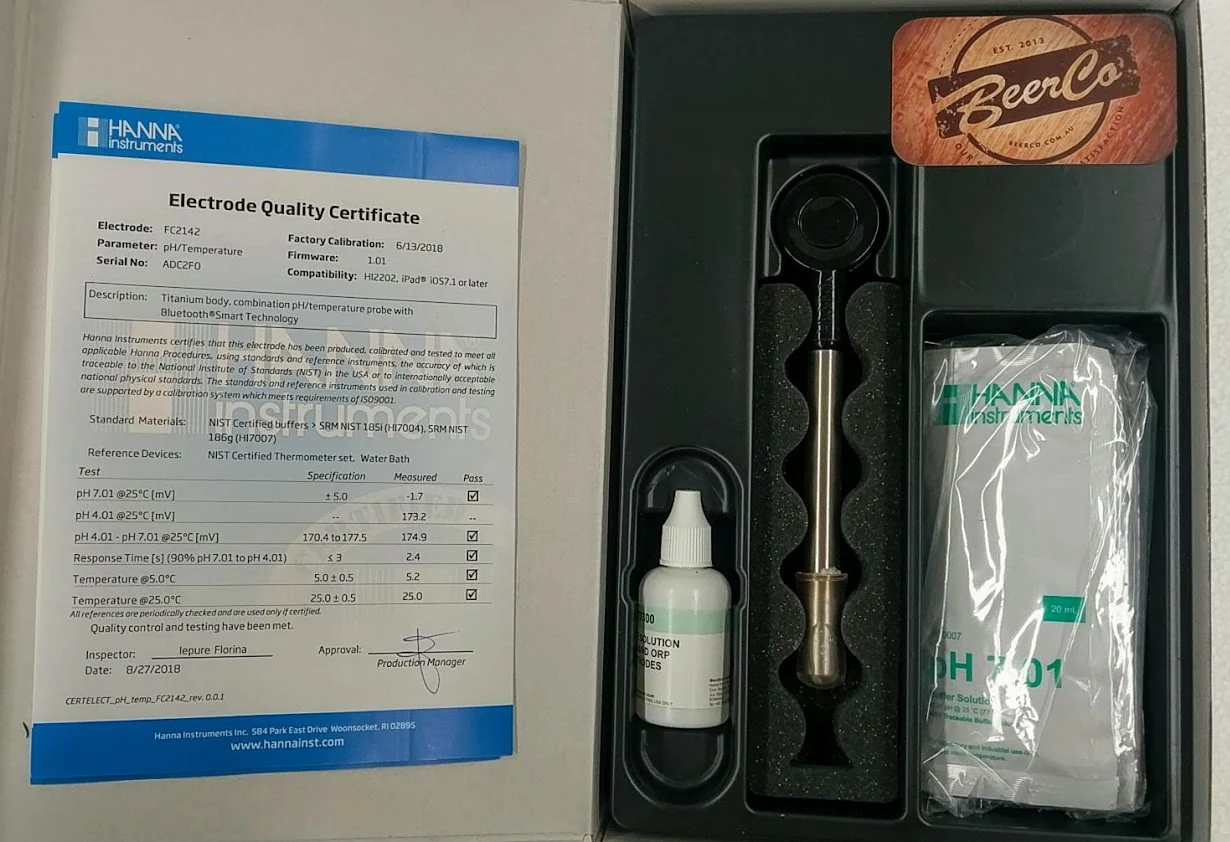 HANNA
instruments
Electrode Quality Certificate
Electrode: FC2142
Parameter: pH/Temperature
Serial No: ADC2F0
Factory Calibration: 6/13/2018
Firmware: 1.01
Compatibility: HI2202, iPad® iOS7.1 or later
Description: Titanium body, combination pH/temperature probe with
Bluetooth®Smart Technology
Hanna Instruments certifies that this electrode has been produced, calibrated and tested to meet all
applicable Hanna Procedures, using standards and reference instruments, the accuracy of which is
traceable to the National Institute of Standards (NIST) in the USA or to internationally acceptable
national physical standards. The standards and reference instruments used in calibration and testing
are supported by a calibration system which meets requirements of ISO9001.
Standard Materials: NIST Certified buffers > SRM NIST 185i (HI7004), SRM NIST
186g (HI7007)
Reference Devices: NIST Certified Thermometer set, Water Bath
Test Specification Measured Pass
pH 7.01 @25°C [mV] ± 5.0 -1.7 ☑
pH 4.01 @25°C [mV] -- 173.2 --
pH 4.01 - pH 7.01 @25°C [mV] 170,4 to 177.5 174.9 ☑
Response Time [s] (90% pH 7.01 to pH 4.01) ≤ 3 2.4 ☑
Temperature @5.0°C 5.0 ± 0.5 5.2 ☑
Temperature @25.0°C 25.0 ± 0.5 25.0 ☑
All references are periodically checked and are used only if certified.
Quality control and testing have been met.
Inspector: Iepure Florina
Approval:
Production Manager
Date: 8/27/2018
CERTELECT_pH_temp_FC2142_rev. 0.0.1
Hanna Instruments Inc. 584 Park East Drive Woonsocket, RI 02895
www.hannainst.com
EST. 2013
BeerCo
BEERCO.COM.AU
OUR
SATISFACTION
SOLUTION
ORP
HANNA
instruments
20 mL
pH 7.01
Buffer Solution